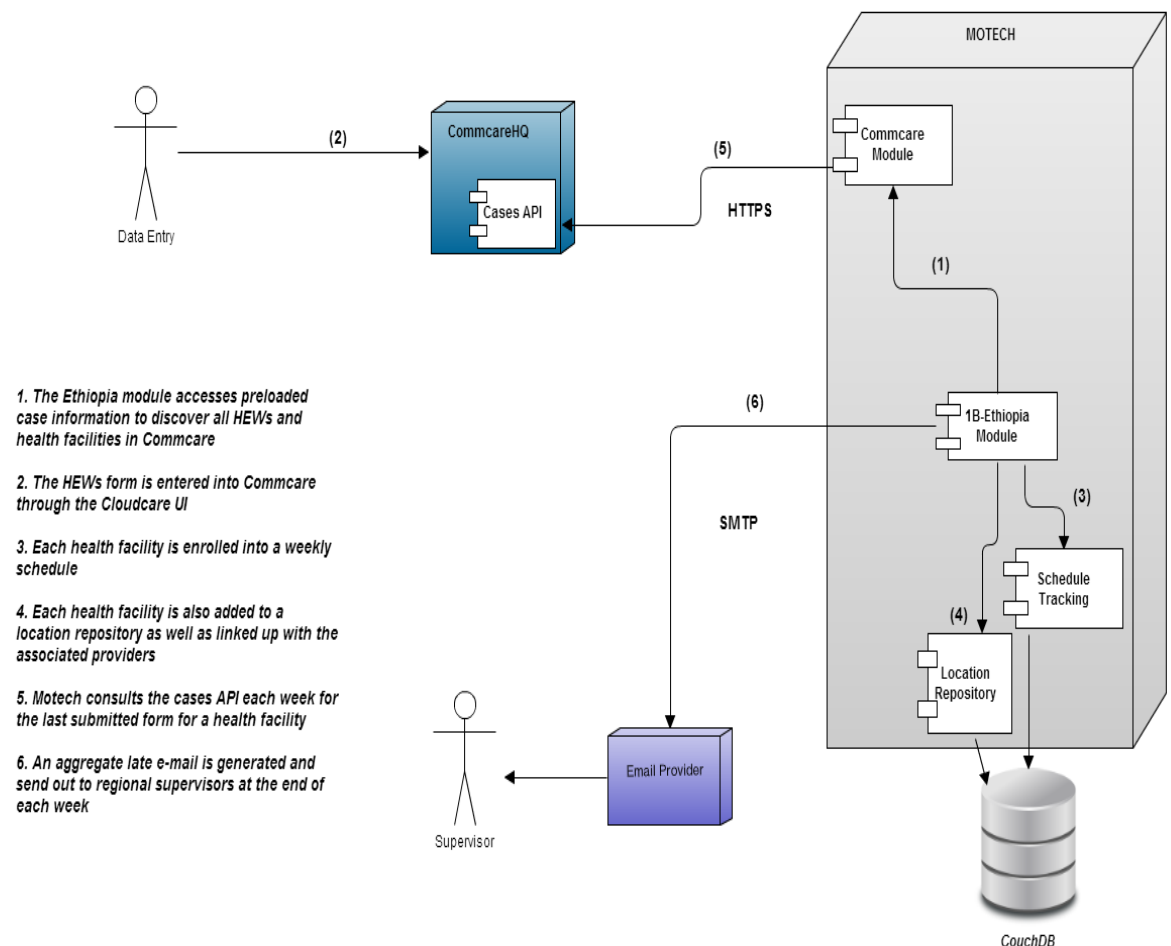 MOTECH
Commcare
Module
CommcareHQ
Cases API
(2)
(5)
HTTPS
(1)
Data Entry
1. The Ethiopia module accesses preloaded
case information to discover all HEWs and
health facilities in Commcare
2. The HEWs form is entered into Commcare
through the Cloudcare UI
3. Each health facility is enrolled into a weekly
schedule
4. Each health facility is also added to a
location repository as well as linked up with the
associated providers
5. Motech consults the cases API each week for
the last submitted form for a health facility
6. An aggregate late e-mail is generated and
send out to regional supervisors at the end of
each week
(6)
SMTP
1B-Ethiopia
Module
(3)
Schedule
Tracking
(4)
Location
Repository
Email Provider
Supervisor
CouchDB